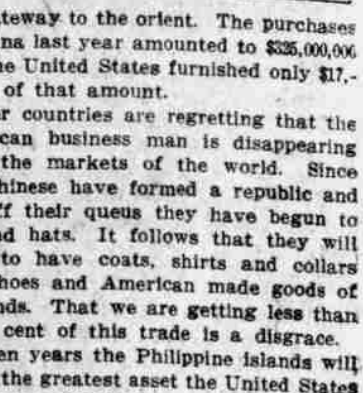 teway to the orient. The purchases
na last year amounted to $325,000,000
e United States furnished only $17,-
of that amount.
r countries are regretting that the
can business man is disappearing
the markets of the world. Since
hinese have formed a republic and
ff their queus they have begun to
d hats. It follows that they will
to have coats, shirts and collars
hoes and American made goods of
nds. That we are getting less than
cent of this trade is a disgrace.
en years the Philippine islands will
the greatest asset the United States